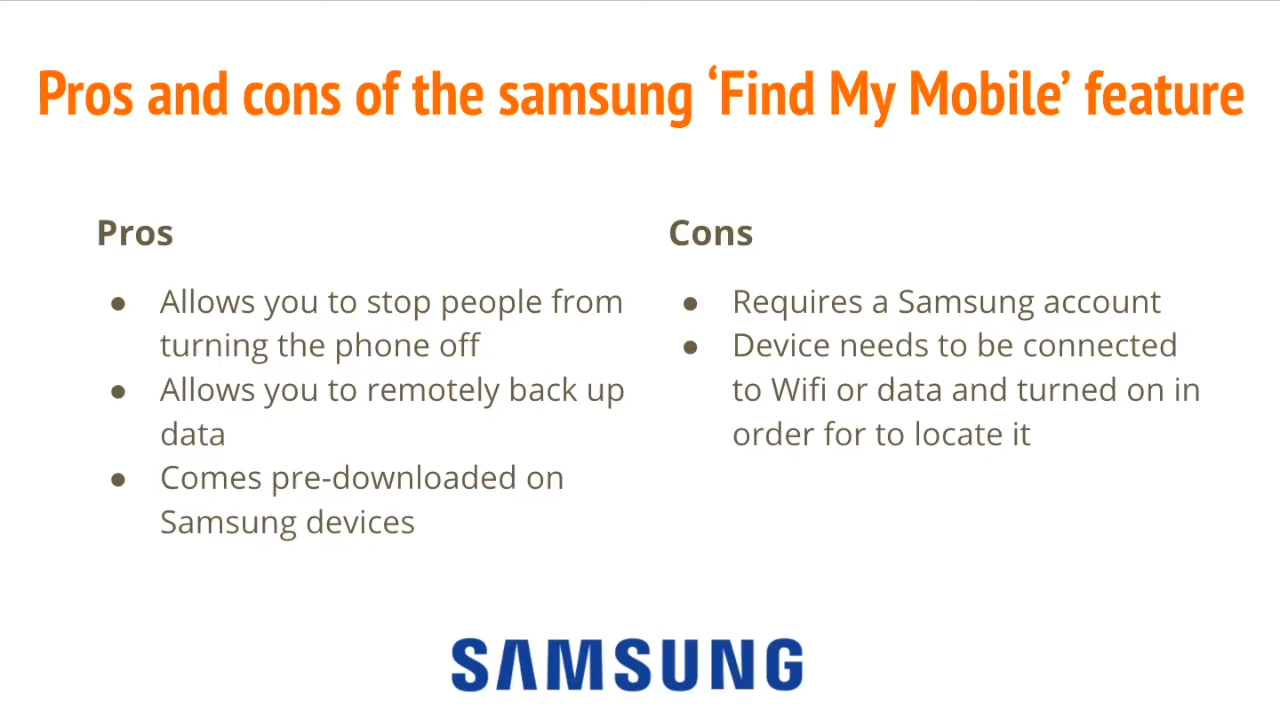 Pros and cons of the samsung ‘Find My Mobile’ feature
Pros
● Allows you to stop people from
turning the phone off
● Allows you to remotely back up
data
● Comes pre-downloaded on
Samsung devices
Cons
● Requires a Samsung account
● Device needs to be connected
to Wifi or data and turned on in
order for to locate it
SAMSUNG